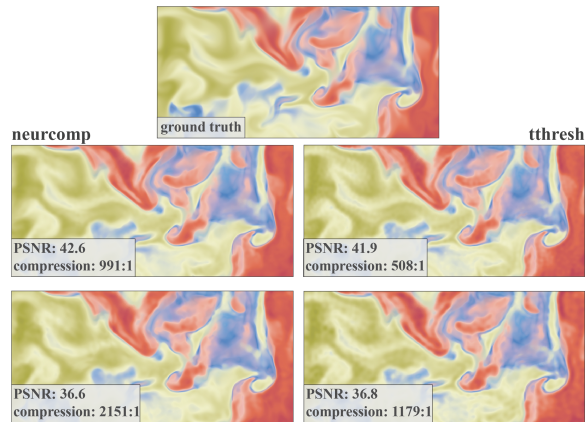 ground truth
neurcomp
tthresh
PSNR: 42.6
compression: 991:1
PSNR: 41.9
compression: 508:1
PSNR: 36.6
compression: 2151:1
PSNR: 36.8
compression: 1179:1